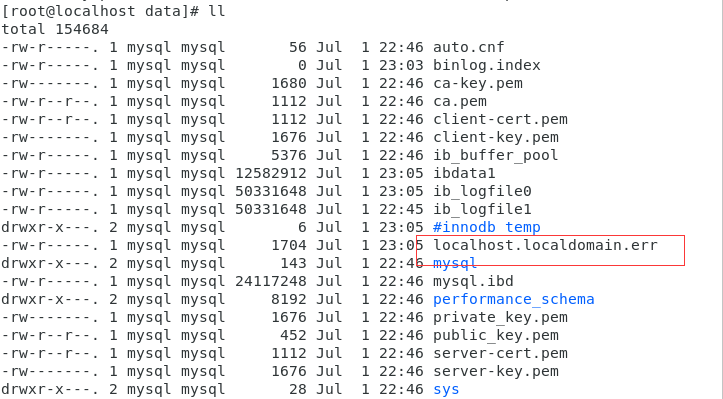 [root@localhost data]# ll
total 154684
-rw-r-----. 1 mysql mysql       56 Jul  1 22:46 auto.cnf
-rw-r-----. 1 mysql mysql        0 Jul  1 23:03 binlog.index
-rw-------. 1 mysql mysql     1680 Jul  1 22:46 ca-key.pem
-rw-r--r--. 1 mysql mysql     1112 Jul  1 22:46 ca.pem
-rw-r--r--. 1 mysql mysql     1112 Jul  1 22:46 client-cert.pem
-rw-------. 1 mysql mysql     1676 Jul  1 22:46 client-key.pem
-rw-r-----. 1 mysql mysql     5376 Jul  1 22:46 ib_buffer_pool
-rw-r-----. 1 mysql mysql 12582912 Jul  1 23:05 ibdata1
-rw-r-----. 1 mysql mysql 50331648 Jul  1 23:05 ib_logfile0
-rw-r-----. 1 mysql mysql 50331648 Jul  1 22:45 ib_logfile1
drwxr-x---. 2 mysql mysql        6 Jul  1 23:05 #innodb_temp
-rw-r-----. 1 mysql mysql     1704 Jul  1 23:05 localhost.localdomain.err
drwxr-x---. 2 mysql mysql      143 Jul  1 22:46 mysql
-rw-r-----. 1 mysql mysql 24117248 Jul  1 22:46 mysql.ibd
drwxr-x---. 2 mysql mysql     8192 Jul  1 22:46 performance_schema
-rw-------. 1 mysql mysql     1676 Jul  1 22:46 private_key.pem
-rw-r--r--. 1 mysql mysql      452 Jul  1 22:46 public_key.pem
-rw-r--r--. 1 mysql mysql     1112 Jul  1 22:46 server-cert.pem
-rw-------. 1 mysql mysql     1676 Jul  1 22:46 server-key.pem
drwxr-x---. 2 mysql mysql       28 Jul  1 22:46 sys